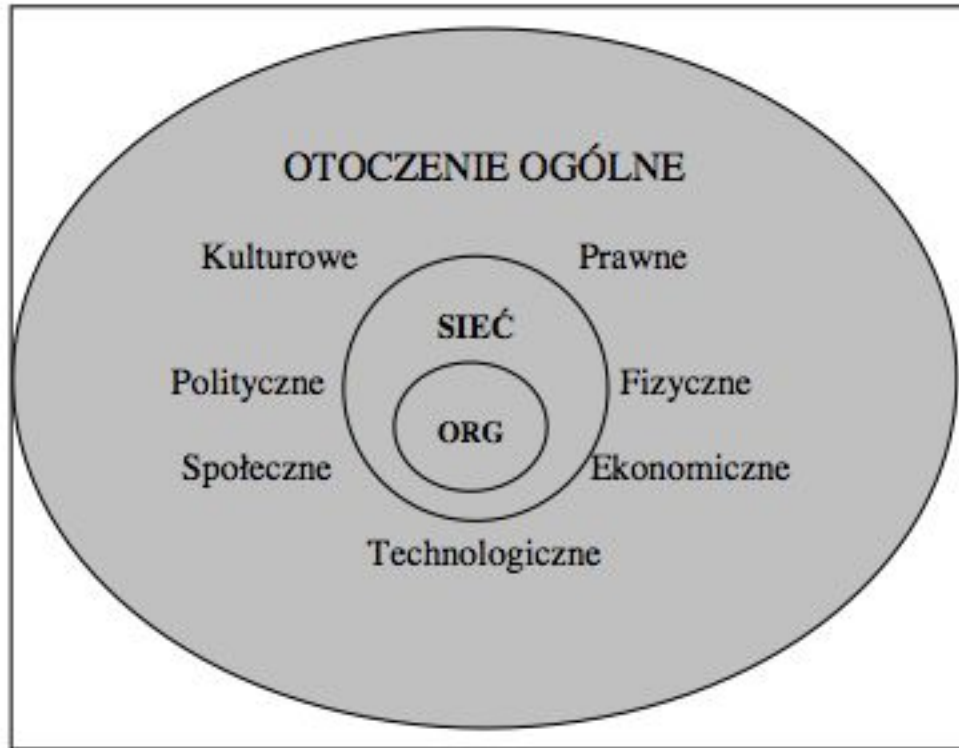 OTOCZENIE OGÓLNE
Kulturowe
Prawne
SIEĆ
Polityczne
Fizyczne
ORG
Społeczne
Ekonomiczne
Technologiczne